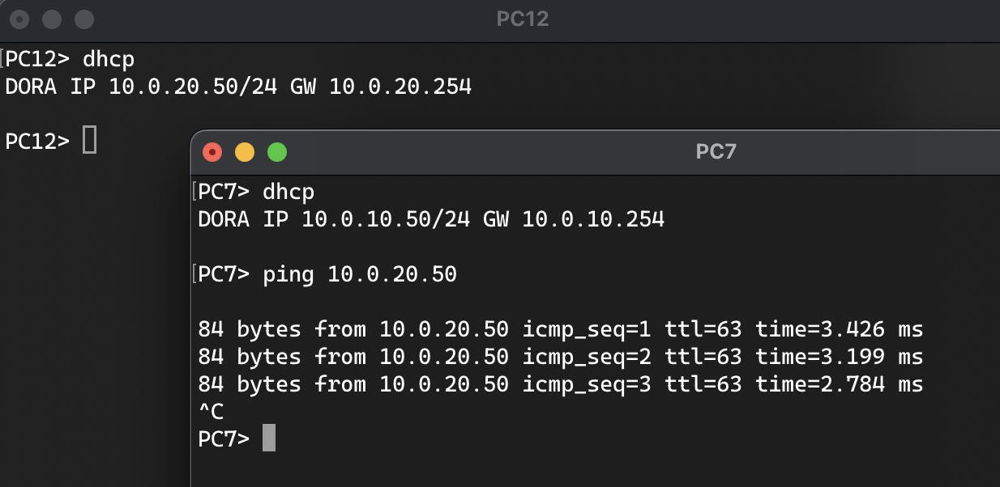 PC12
[PC12> dhcp
DORA IP 10.0.20.50/24 GW 10.0.20.254
PC12>
PC7
[PC7> dhcp
DORA IP 10.0.10.50/24 GW 10.0.10.254
[PC7> ping 10.0.20.50
84 bytes from 10.0.20.50 icmp_seq=1 ttl=63 time=3.426 ms
84 bytes from 10.0.20.50 icmp_seq=2 ttl=63 time=3.199 ms
84 bytes from 10.0.20.50 icmp_seq=3 ttl=63 time=2.784 ms
^C
PC7>